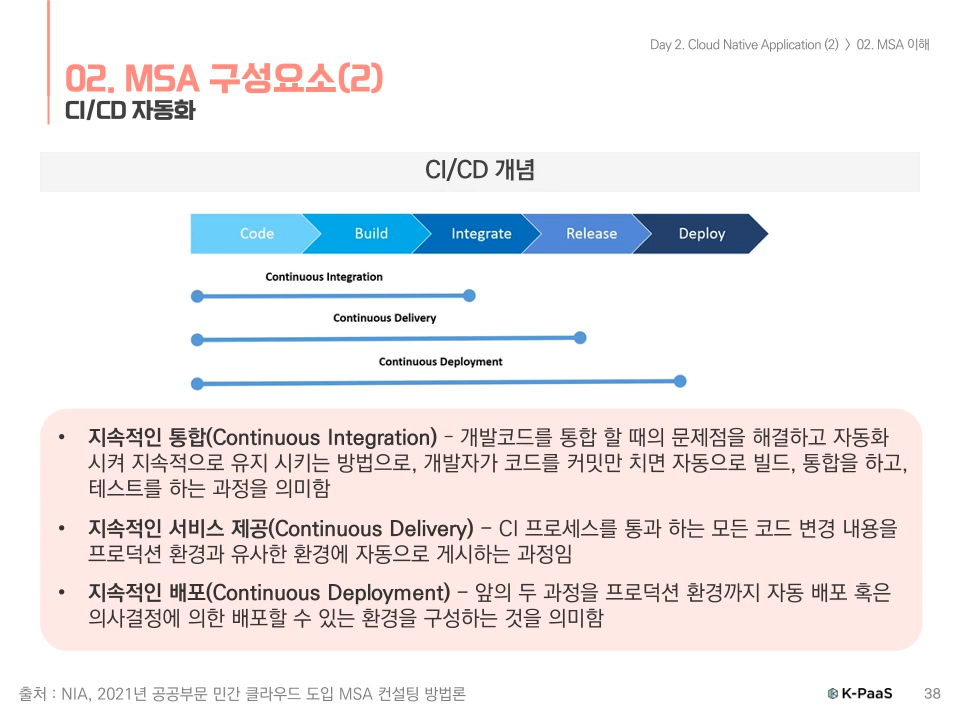 Day 2. Cloud Native Application (2) 〉 02. MSA 이해
02. MSA 구성요소(2)
CI/CD 자동화
CI/CD 개념
Code
Build
Integrate
Release
Deploy
Continuous Integration
Continuous Delivery
Continuous Deployment
• 지속적인 통합(Continuous Integration) – 개발코드를 통합 할 때의 문제점을 해결하고 자동화
시켜 지속적으로 유지 시키는 방법으로, 개발자가 코드를 커밋만 치면 자동으로 빌드, 통합을 하고,
테스트를 하는 과정을 의미함
• 지속적인 서비스 제공(Continuous Delivery) – CI 프로세스를 통과 하는 모든 코드 변경 내용을
프로덕션 환경과 유사한 환경에 자동으로 게시하는 과정임
• 지속적인 배포(Continuous Deployment) – 앞의 두 과정을 프로덕션 환경까지 자동 배포 혹은
의사결정에 의한 배포할 수 있는 환경을 구성하는 것을 의미함
출처 : NIA, 2021년 공공부문 민간 클라우드 도입 MSA 컨설팅 방법론
K-PaaS
38